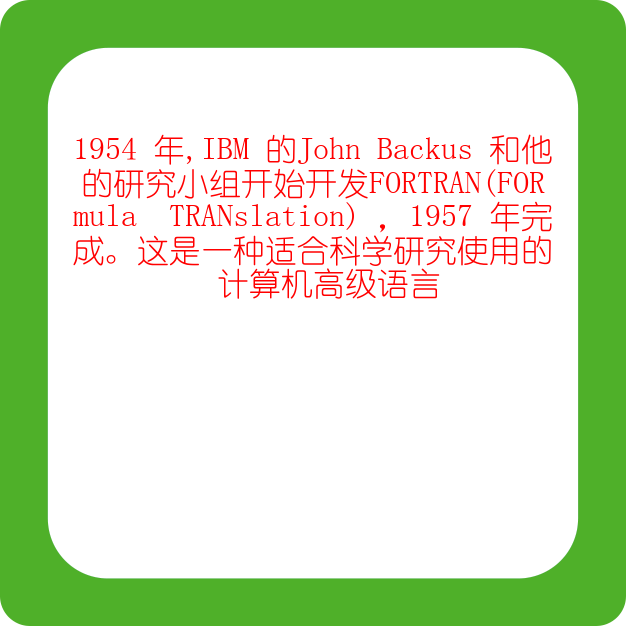 1954 年,IBM 的John Backus 和他
的研究小组开始开发FORTRAN(FOR
mula  TRANslation) ，1957 年完
成。这是一种适合科学研究使用的
计算机高级语言